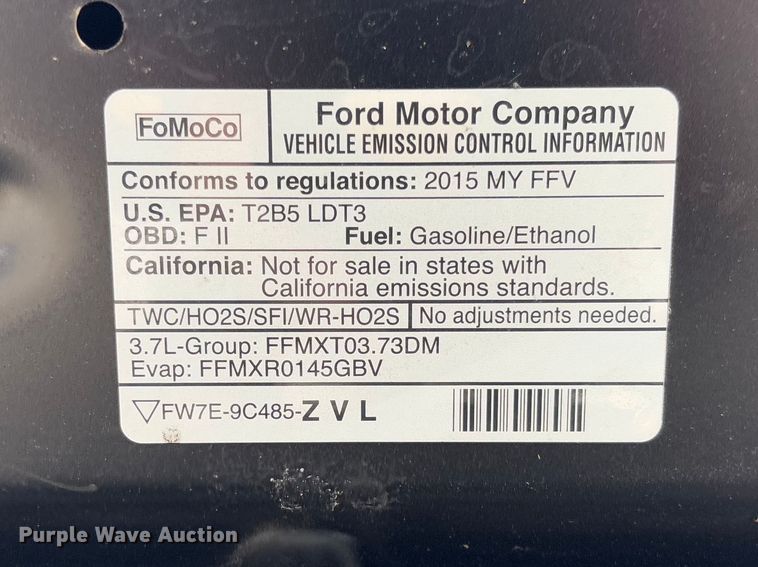 FoMoCo
Ford Motor Company
VEHICLE EMISSION CONTROL INFORMATION
Conforms to regulations: 2015 MY FFV
U.S. EPA: T2B5 LDT3
OBD: F II Fuel: Gasoline/Ethanol
California: Not for sale in states with
California emissions standards.
TWC/HO2S/SFI/WR-HO2S No adjustments needed.
3.7L-Group: FFMXT03.73DM
Evap: FFMXR0145GBV
▽FW7E-9C485-Z V L
Purple Wave Auction